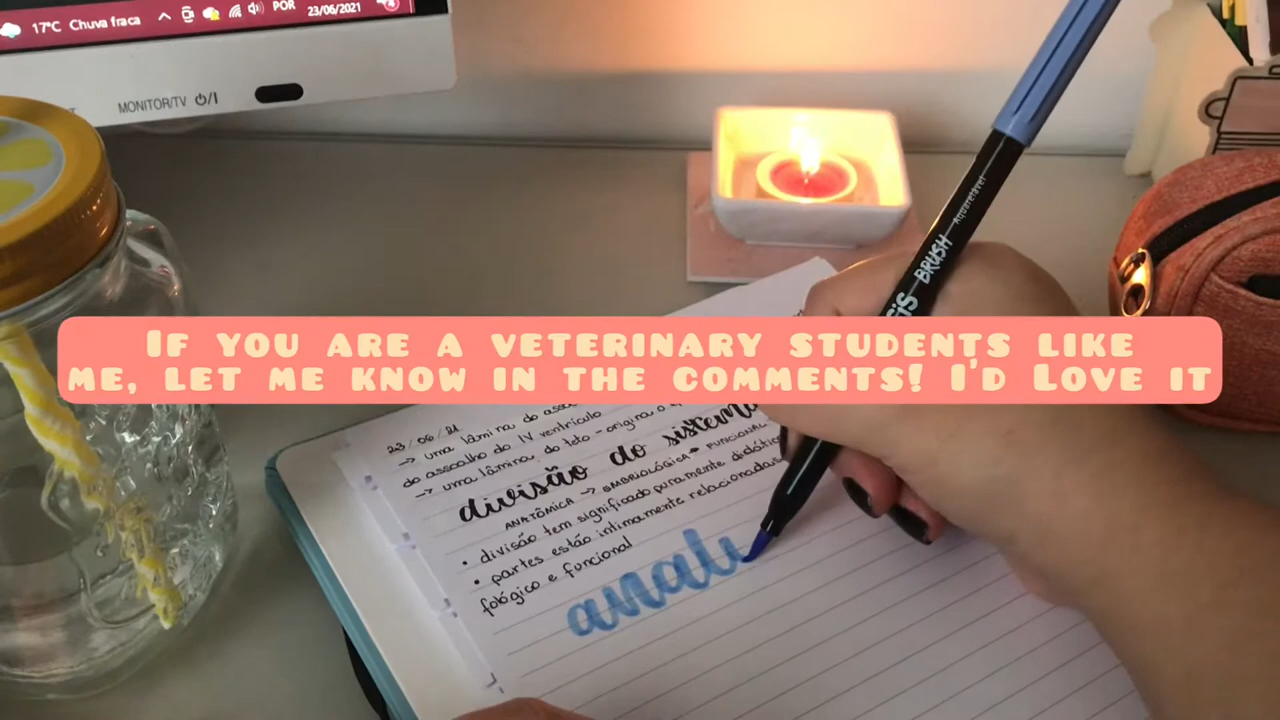 17°C Chuva fraca
POR
23/06/2021
MONITOR/TV
Aquarelável
BRUSH
If you are a veterinary students like
me, let me know in the comments! I'd Love it
23/06/21
→ uma lâmina do
do assoalho do IV ventrículo
→ uma lâmina do teto - origina o
divisão do sistema
ANATÔMICA → EMBRIOLÓGICA • FUNCIONAL
• divisão tem significado puramente didático
• partes estão intimamente relacionadas
fológico e funcional
anali